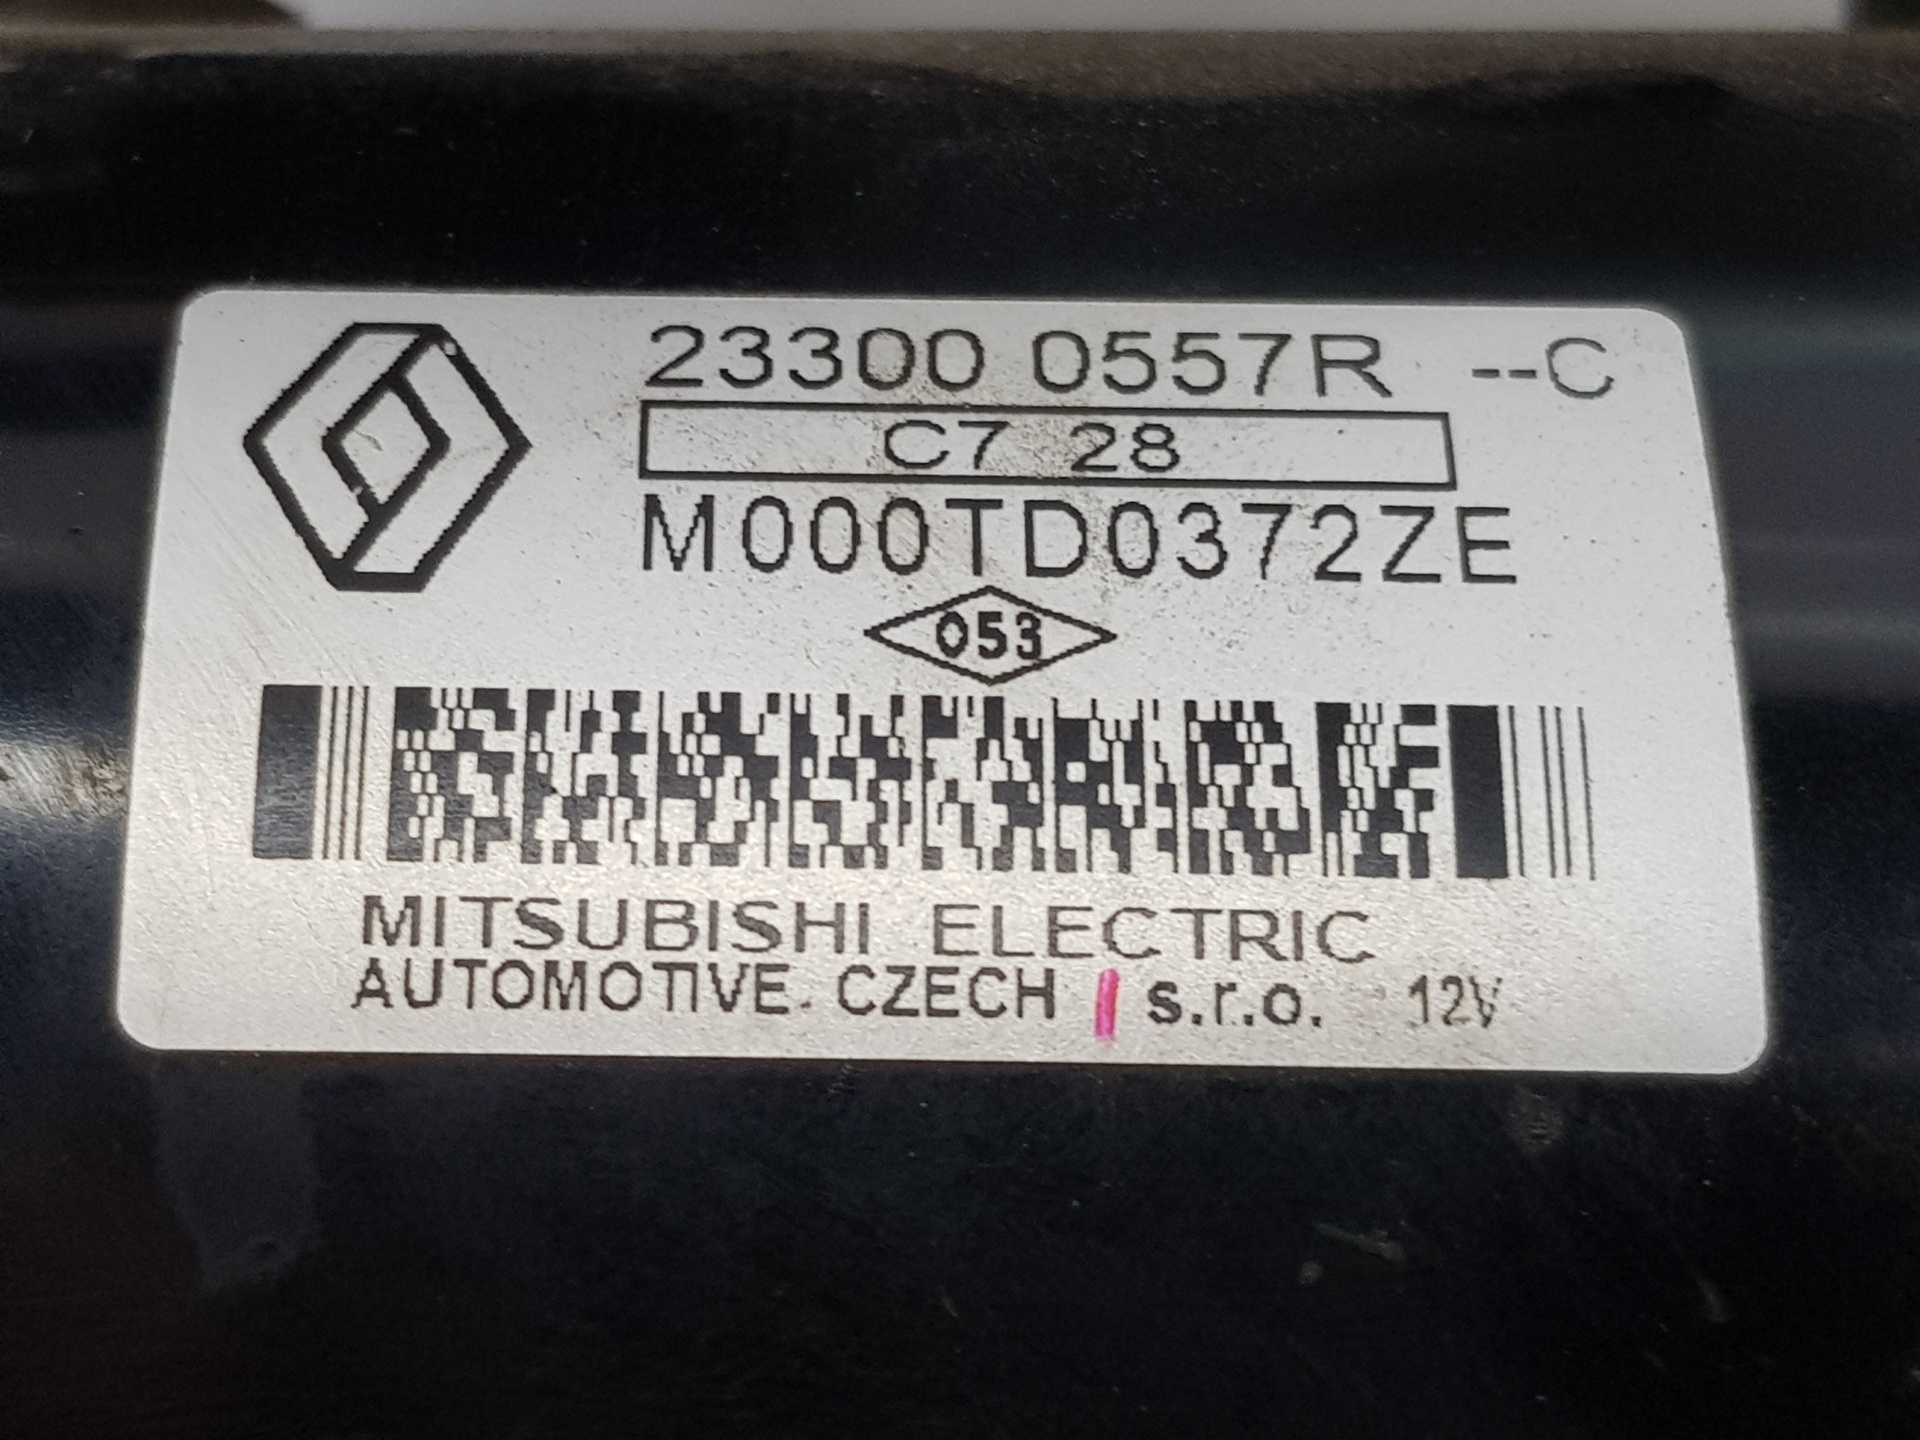 23300 0557R --C
C7 28
M000TD0372ZE
053
MITSUBISHI ELECTRIC
AUTOMOTIVE. CZECH s.r.o. 12V